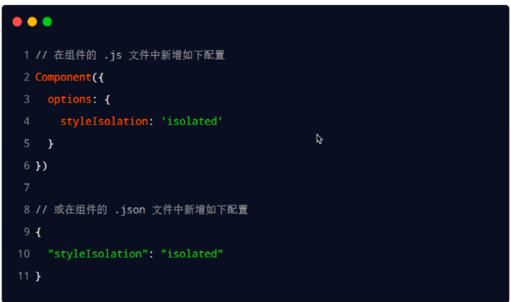 1 // 在组件的 .js 文件中新增如下配置
2 Component({
3   options: {
4     styleIsolation: 'isolated'
5   }
6 })
7
8 // 或在组件的 .json 文件中新增如下配置
9 {
10   "styleIsolation": "isolated"
11 }